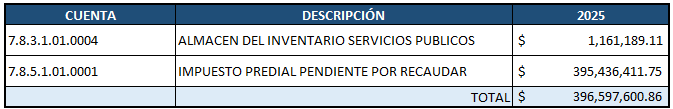 CUENTA DESCRIPCIÓN 2025
7.8.3.1.01.0004 ALMACEN DEL INVENTARIO SERVICIOS PUBLICOS $ 1,161,189.11
7.8.5.1.01.0001 IMPUESTO PREDIAL PENDIENTE POR RECAUDAR $ 395,436,411.75
TOTAL $ 396,597,600.86